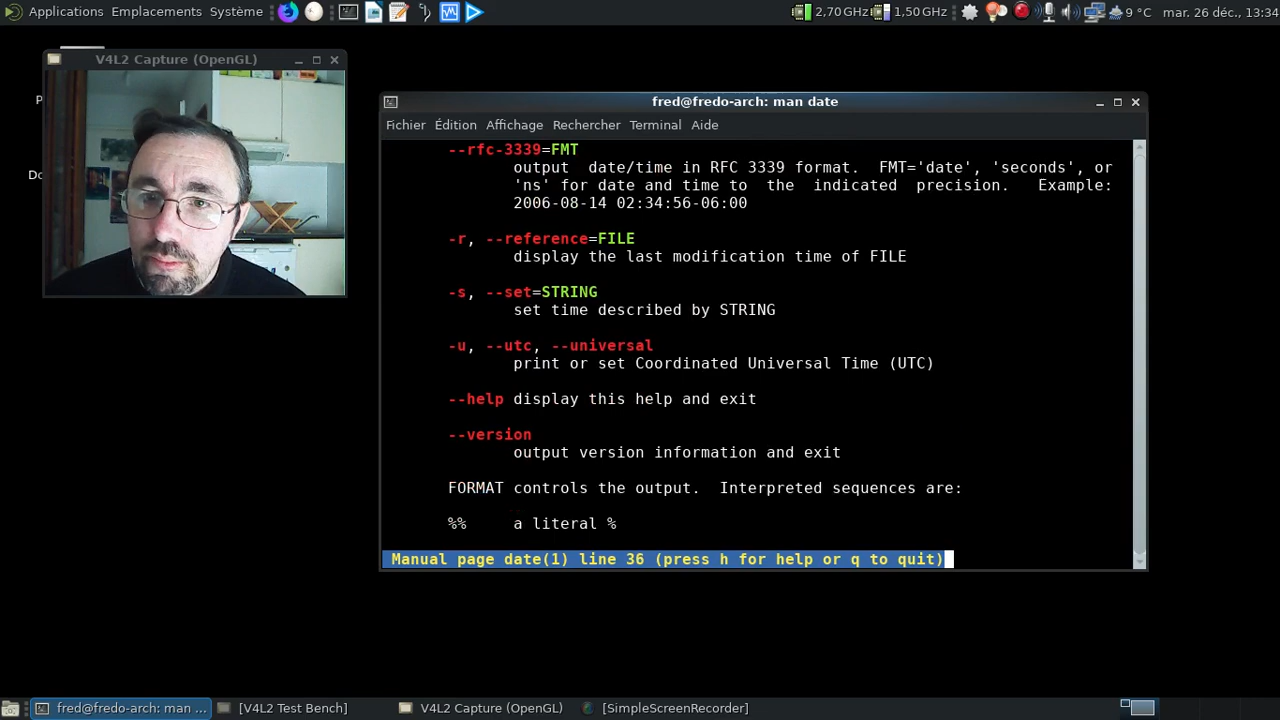 Applications Emplacements Système 2,70 GHz 1,50 GHz 9 °C mar. 26 déc., 13:34
V4L2 Capture (OpenGL)
fred@fredo-arch: man date
Fichier Édition Affichage Rechercher Terminal Aide
--rfc-3339=FMT
output date/time in RFC 3339 format. FMT='date', 'seconds', or
'ns' for date and time to the indicated precision. Example:
2006-08-14 02:34:56-06:00
-r, --reference=FILE
display the last modification time of FILE
-s, --set=STRING
set time described by STRING
-u, --utc, --universal
print or set Coordinated Universal Time (UTC)
--help display this help and exit
--version
output version information and exit
FORMAT controls the output. Interpreted sequences are:
%% a literal %
Manual page date(1) line 36 (press h for help or q to quit)
P
Do
fred@fredo-arch: man ... [V4L2 Test Bench] V4L2 Capture (OpenGL) [SimpleScreenRecorder]